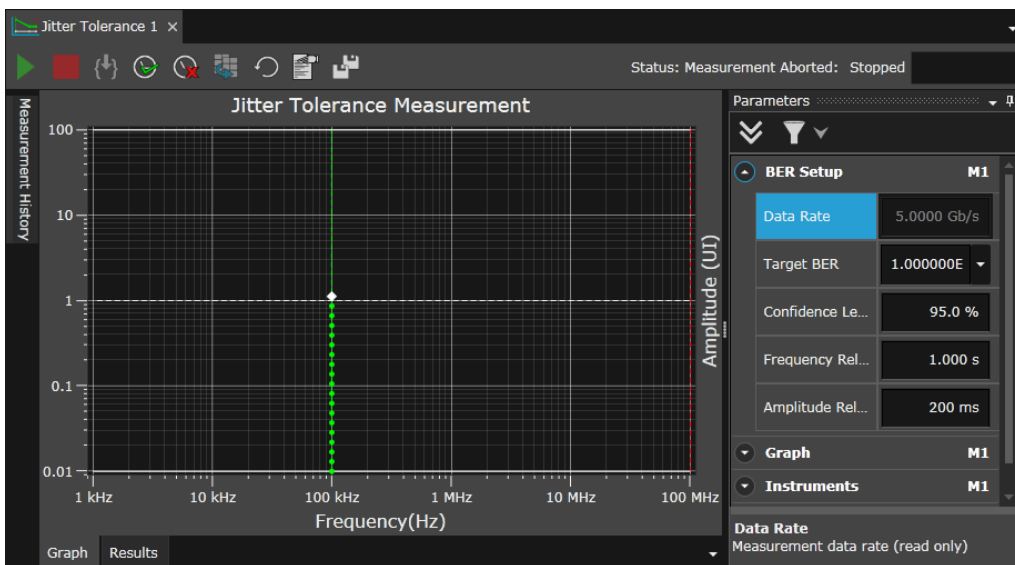 Jitter Tolerance 1
Status: Measurement Aborted: Stopped
Measurement History
Jitter Tolerance Measurement
100
10
1
0.1
0.01
1 kHz 10 kHz 100 kHz 1 MHz 10 MHz 100 MHz
Frequency(Hz)
Amplitude (UI)
Graph Results
Parameters
BER Setup M1
Data Rate 5.0000 Gb/s
Target BER 1.000000E
Confidence Le... 95.0 %
Frequency Rel... 1.000 s
Amplitude Rel... 200 ms
Graph M1
Instruments M1
Data Rate
Measurement data rate (read only)